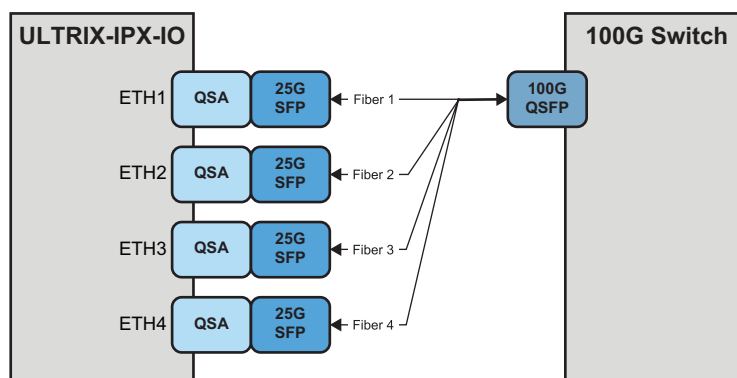 ULTRIX-IPX-IO
100G Switch
ETH1
QSA
25G
SFP
Fiber 1
100G
QSFP
ETH2
QSA
25G
SFP
Fiber 2
ETH3
QSA
25G
SFP
Fiber 3
ETH4
QSA
25G
SFP
Fiber 4